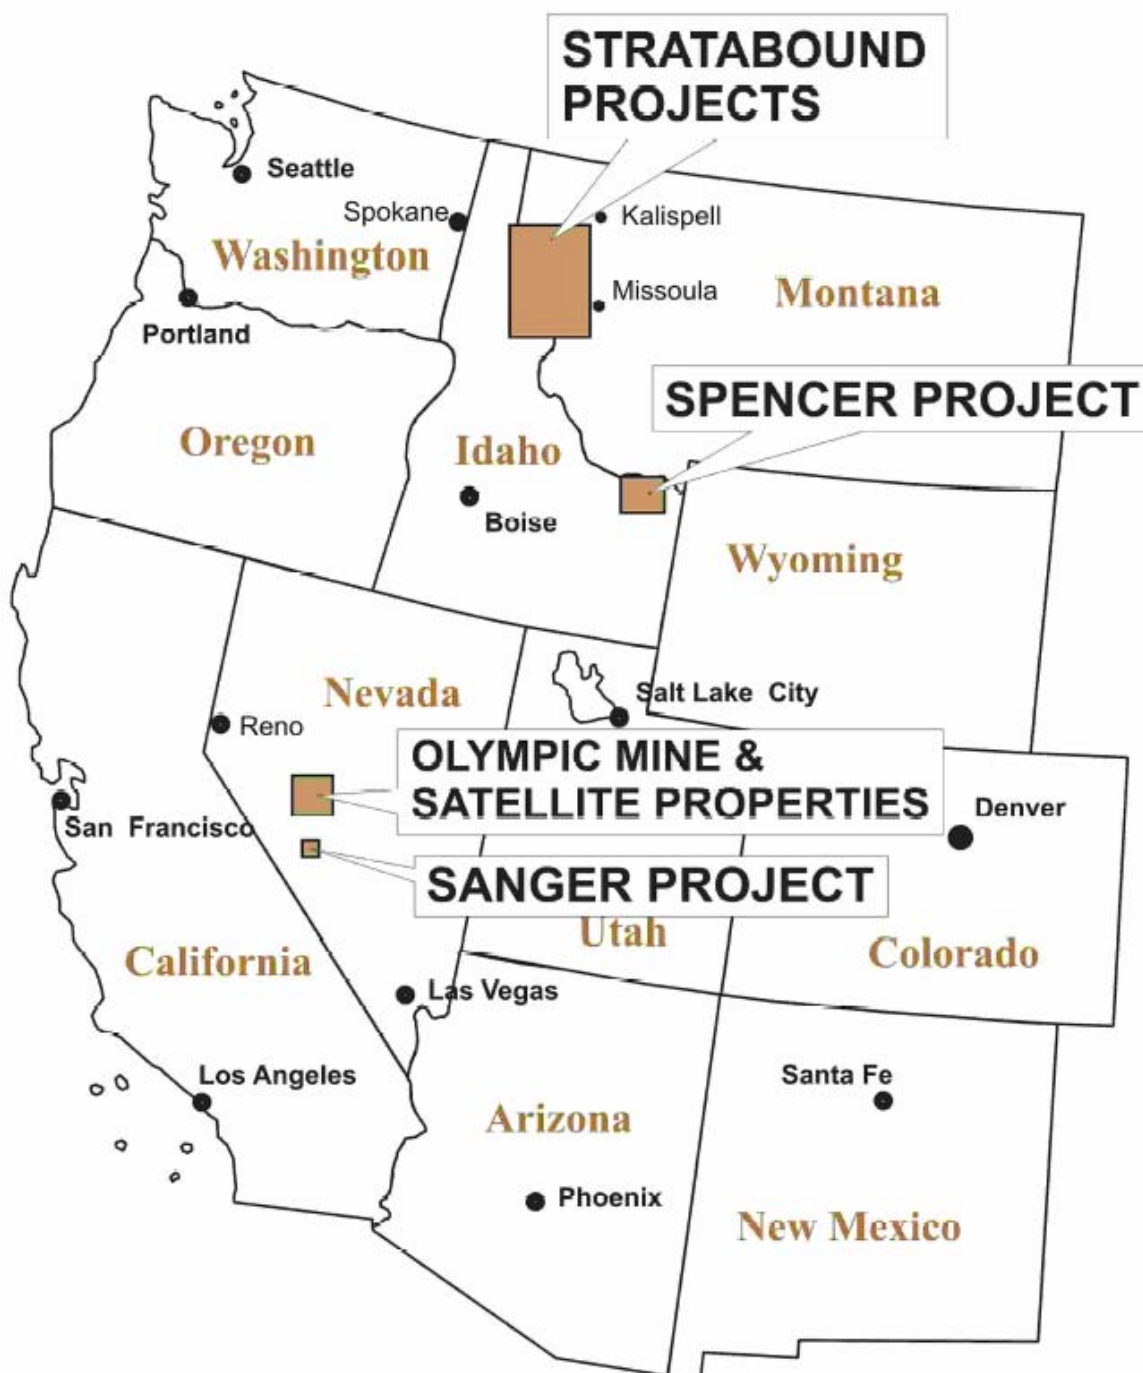 STRATABOUND
PROJECTS
Seattle
Spokane
Kalispell
Washington
Missoula
Montana
Portland
SPENCER PROJECT
Oregon
Idaho
Boise
Wyoming
Nevada
Salt Lake City
Reno
OLYMPIC MINE &
SATELLITE PROPERTIES
Denver
San Francisco
SANGER PROJECT
Utah
Colorado
California
Las Vegas
Los Angeles
Santa Fe
Arizona
Phoenix
New Mexico